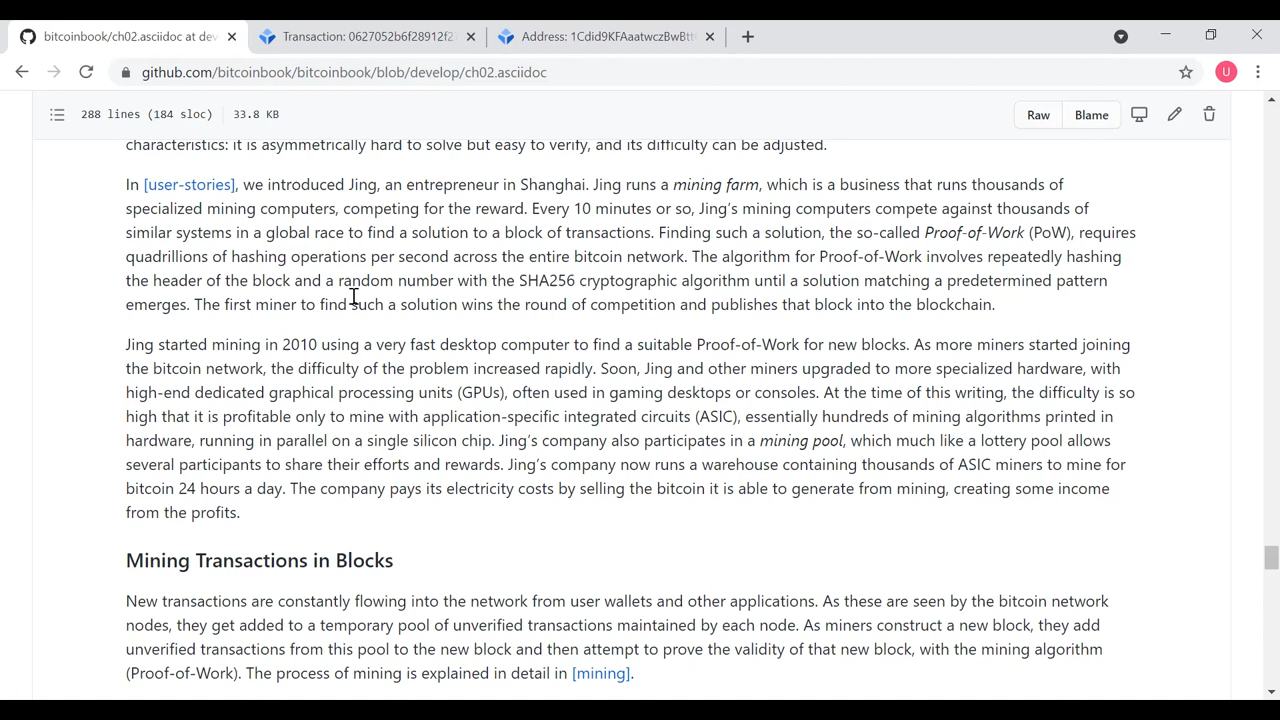 bitcoinbook/ch02.asciidoc at dev
Transaction: 0627052b6f28912f2
Address: 1Cdid9KFAaatwczBwBtt
github.com/bitcoinbook/bitcoinbook/blob/develop/ch02.asciidoc
U
288 lines (184 sloc) 33.8 KB
Raw Blame
characteristics: it is asymmetrically hard to solve but easy to verify, and its difficulty can be adjusted.
In [user-stories], we introduced Jing, an entrepreneur in Shanghai. Jing runs a mining farm, which is a business that runs thousands of
specialized mining computers, competing for the reward. Every 10 minutes or so, Jing's mining computers compete against thousands of
similar systems in a global race to find a solution to a block of transactions. Finding such a solution, the so-called Proof-of-Work (PoW), requires
quadrillions of hashing operations per second across the entire bitcoin network. The algorithm for Proof-of-Work involves repeatedly hashing
the header of the block and a random number with the SHA256 cryptographic algorithm until a solution matching a predetermined pattern
emerges. The first miner to find such a solution wins the round of competition and publishes that block into the blockchain.
Jing started mining in 2010 using a very fast desktop computer to find a suitable Proof-of-Work for new blocks. As more miners started joining
the bitcoin network, the difficulty of the problem increased rapidly. Soon, Jing and other miners upgraded to more specialized hardware, with
high-end dedicated graphical processing units (GPUs), often used in gaming desktops or consoles. At the time of this writing, the difficulty is so
high that it is profitable only to mine with application-specific integrated circuits (ASIC), essentially hundreds of mining algorithms printed in
hardware, running in parallel on a single silicon chip. Jing's company also participates in a mining pool, which much like a lottery pool allows
several participants to share their efforts and rewards. Jing's company now runs a warehouse containing thousands of ASIC miners to mine for
bitcoin 24 hours a day. The company pays its electricity costs by selling the bitcoin it is able to generate from mining, creating some income
from the profits.
Mining Transactions in Blocks
New transactions are constantly flowing into the network from user wallets and other applications. As these are seen by the bitcoin network
nodes, they get added to a temporary pool of unverified transactions maintained by each node. As miners construct a new block, they add
unverified transactions from this pool to the new block and then attempt to prove the validity of that new block, with the mining algorithm
(Proof-of-Work). The process of mining is explained in detail in [mining].